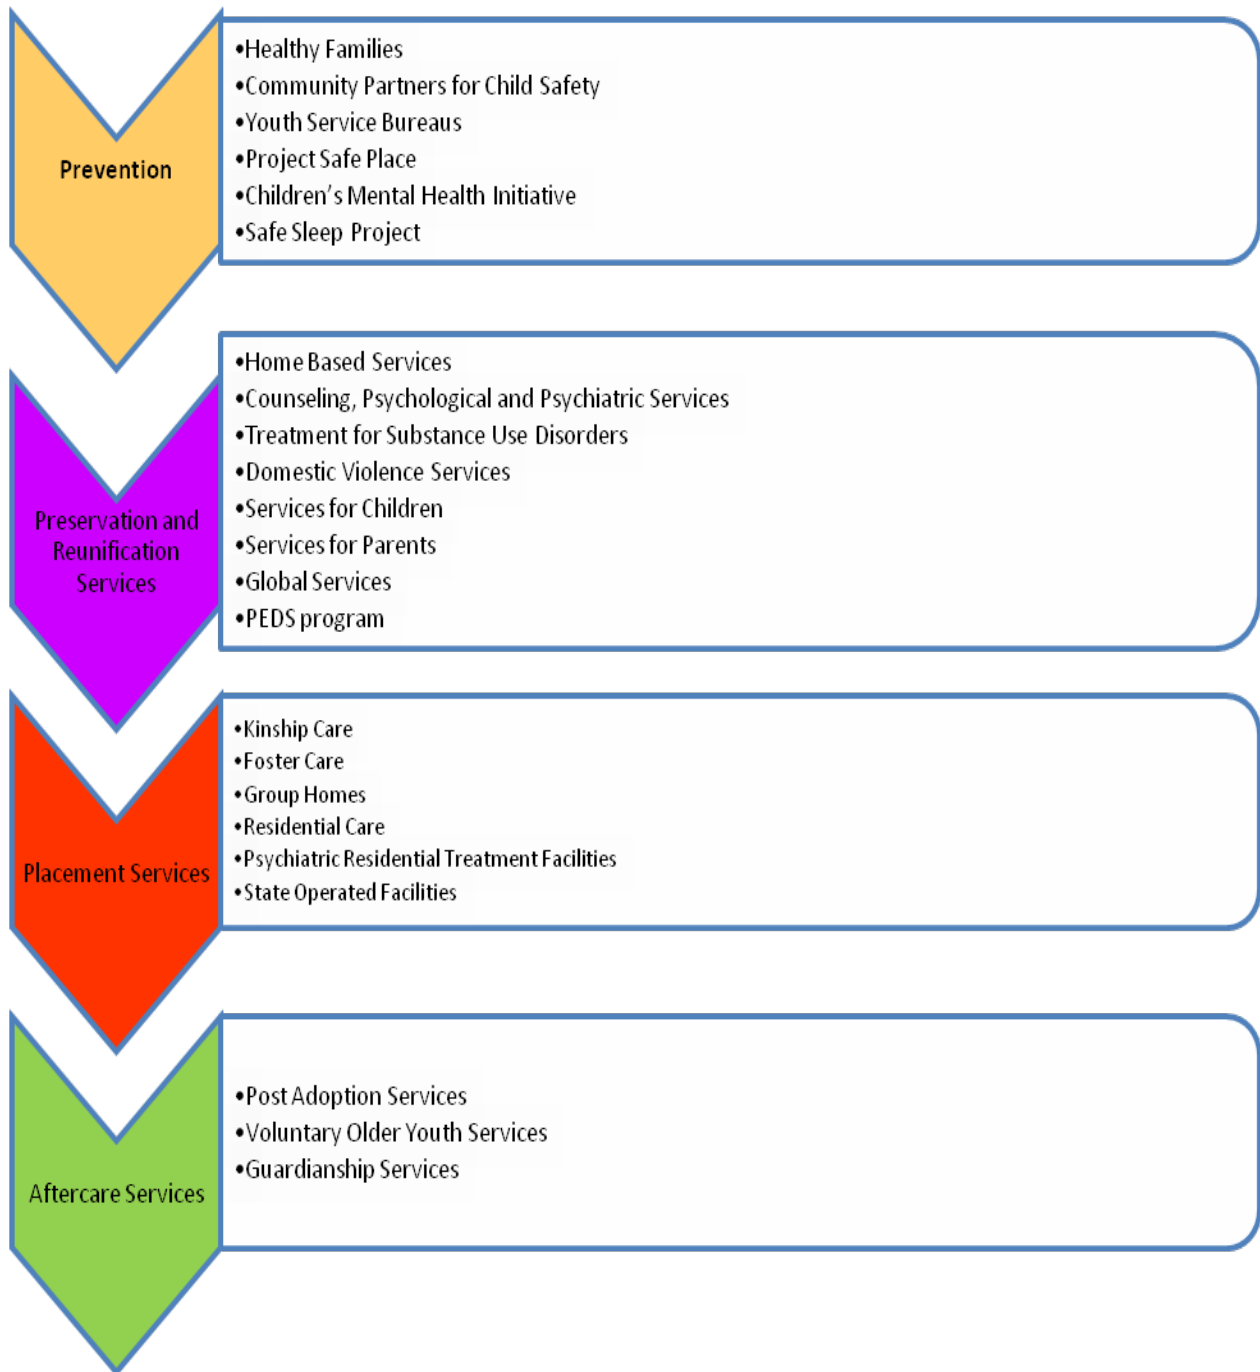 Prevention
•Healthy Families
•Community Partners for Child Safety
•Youth Service Bureaus
•Project Safe Place
•Children’s Mental Health Initiative
•Safe Sleep Project
Preservation and
Reunification
Services
•Home Based Services
•Counseling, Psychological and Psychiatric Services
•Treatment for Substance Use Disorders
•Domestic Violence Services
•Services for Children
•Services for Parents
•Global Services
•PEDS program
Placement Services
•Kinship Care
•Foster Care
•Group Homes
•Residential Care
•Psychiatric Residential Treatment Facilities
•State Operated Facilities
Aftercare Services
•Post Adoption Services
•Voluntary Older Youth Services
•Guardianship Services